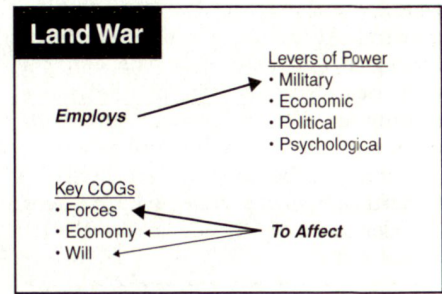 Land War
Levers of Power
• Military
• Economic
• Political
• Psychological
Employs
Key COGs
• Forces
• Economy
• Will
To Affect